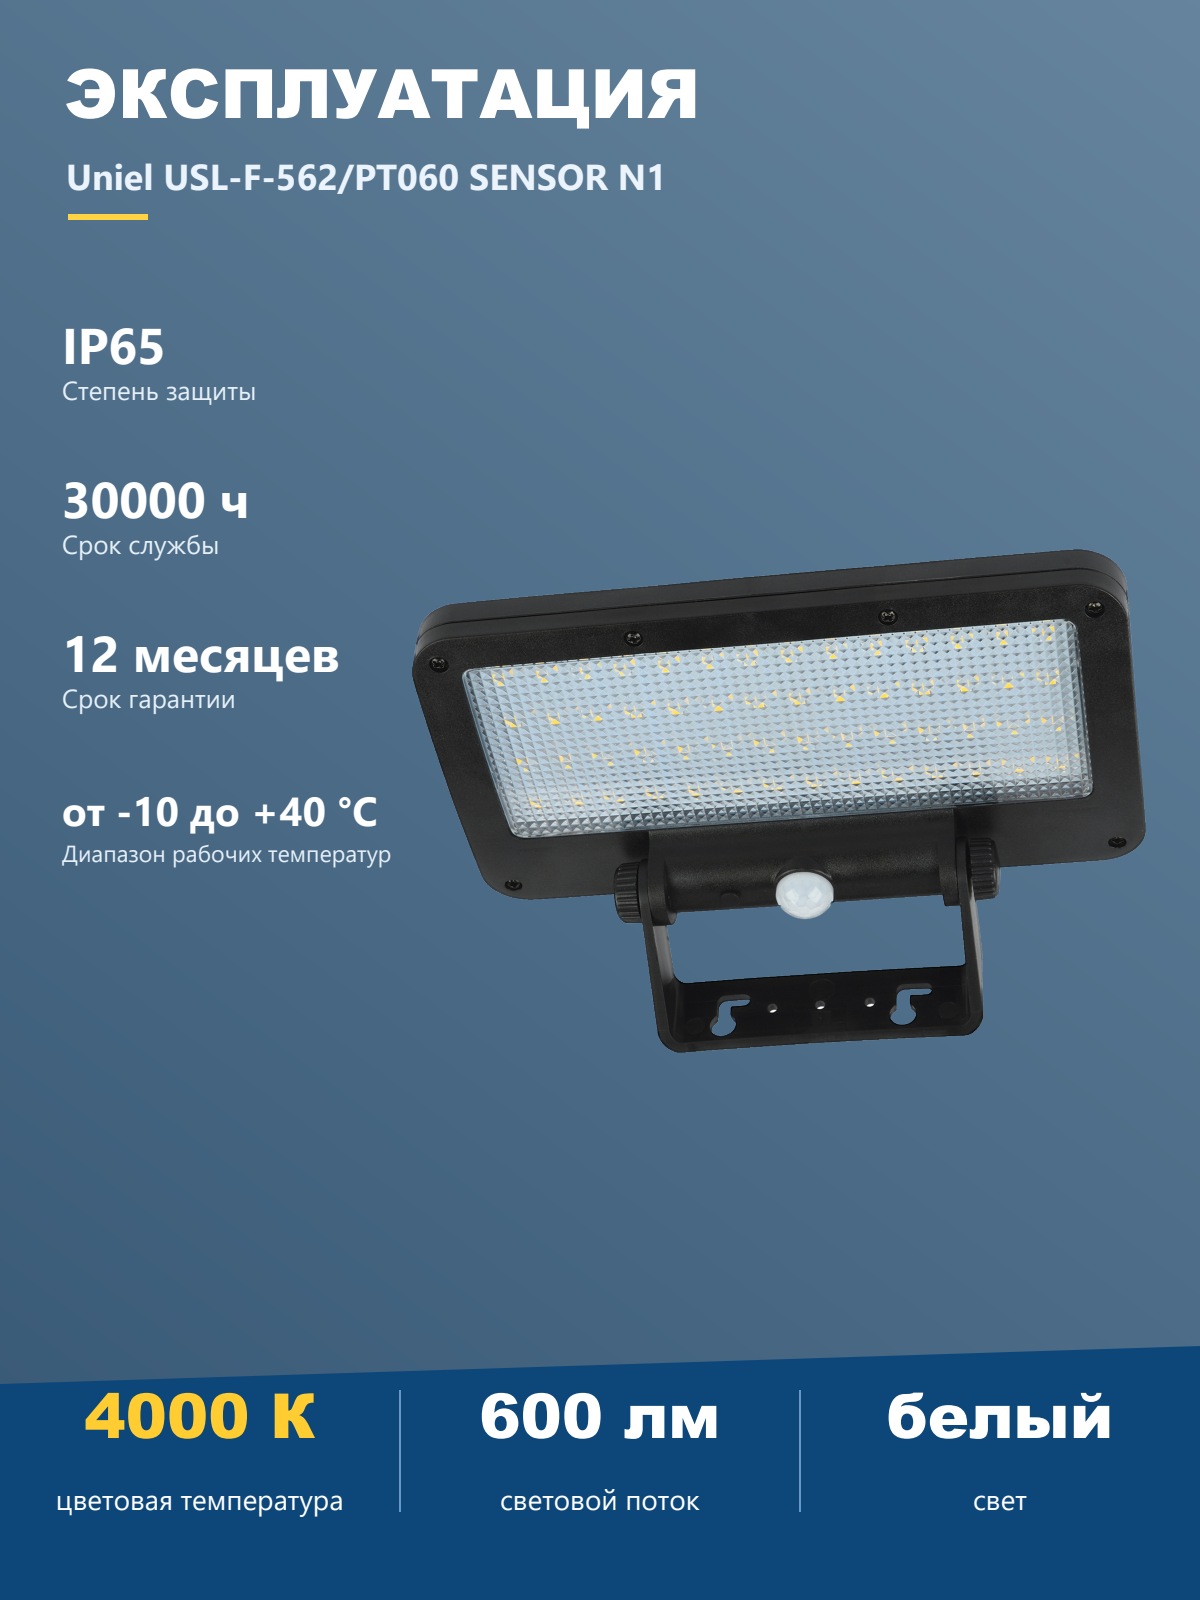 ЭКСПЛУАТАЦИЯ
Uniel USL-F-562/PT060 SENSOR N1
IP65
Степень защиты
30000 ч
Срок службы
12 месяцев
Срок гарантии
от -10 до +40 °C
Диапазон рабочих температур
4000 К
цветовая температура
600 лм
световой поток
белый
свет